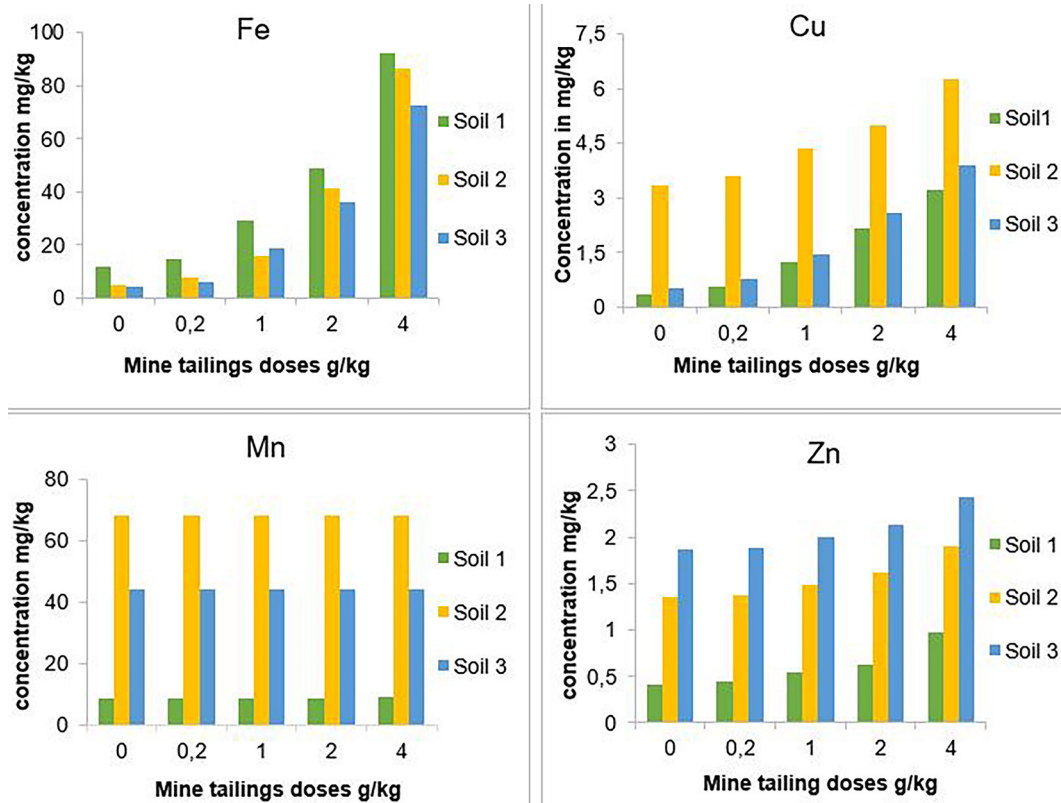 Fe
concentration mg/kg
100
80
60
40
20
0
0 0,2 1 2 4
Mine tailings doses g/kg
Soil 1
Soil 2
Soil 3
Cu
Concentration in mg/kg
7,5
6
4,5
3
1,5
0
0 0,2 1 2 4
Mine tailings doses g/kg
Soil1
Soil 2
Soil 3
Mn
concentration mg/kg
80
60
40
20
0
0 0,2 1 2 4
Mine tailings doses g/kg
Soil 1
Soil 2
Soil 3
Zn
concentration mg/kg
3
2,5
2
1,5
1
0,5
0
0 0,2 1 2 4
Mine tailing doses g/kg
Soil 1
Soil 2
Soil 3